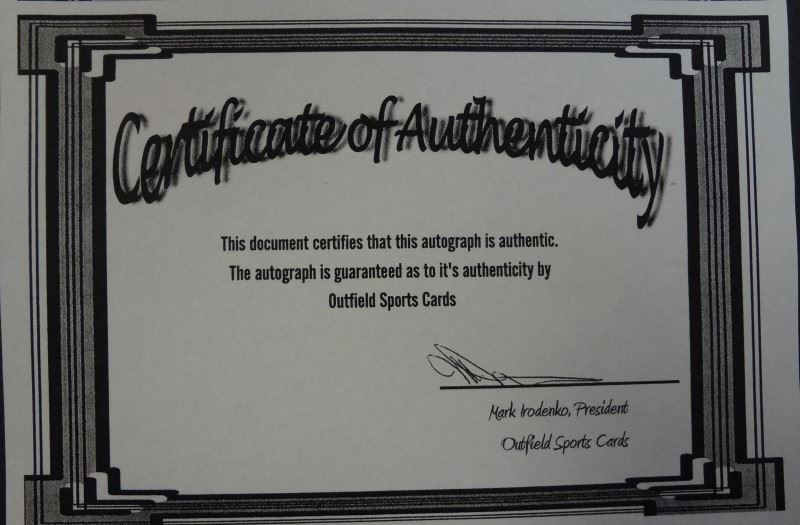 Certificate of Authenticity
This document certifies that this autograph is authentic.
The autograph is guaranteed as to it's authenticity by
Outfield Sports Cards
Mark Irodenko, President
Outfield Sports Cards